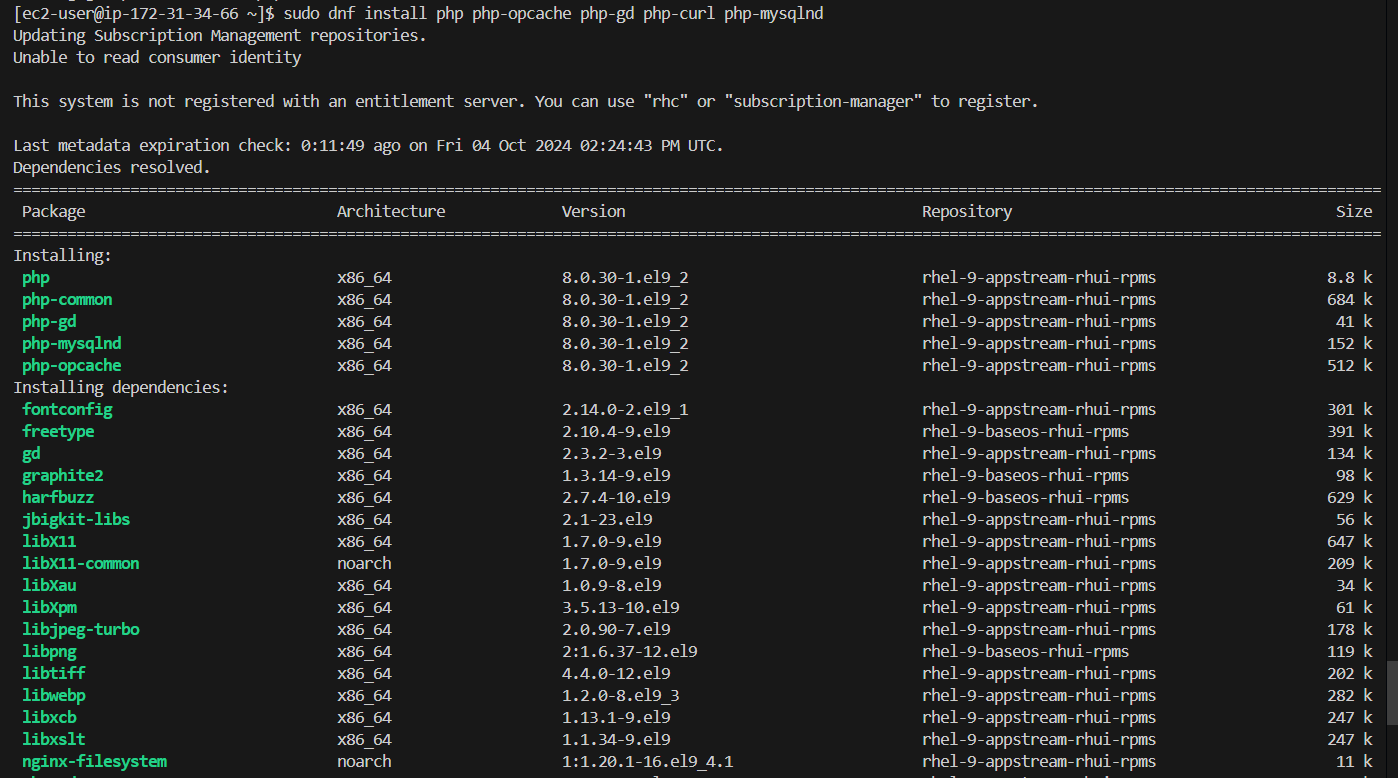 [ec2-user@ip-172-31-34-66 ~]$ sudo dnf install php php-opcache php-gd php-curl php-mysqlnd
Updating Subscription Management repositories.
Unable to read consumer identity
This system is not registered with an entitlement server. You can use "rhc" or "subscription-manager" to register.
Last metadata expiration check: 0:11:49 ago on Fri 04 Oct 2024 02:24:43 PM UTC.
Dependencies resolved.
Package Architecture Version Repository Size
Installing:
php x86_64 8.0.30-1.el9_2 rhel-9-appstream-rhui-rpms 8.8 k
php-common x86_64 8.0.30-1.el9_2 rhel-9-appstream-rhui-rpms 684 k
php-gd x86_64 8.0.30-1.el9_2 rhel-9-appstream-rhui-rpms 41 k
php-mysqlnd x86_64 8.0.30-1.el9_2 rhel-9-appstream-rhui-rpms 152 k
php-opcache x86_64 8.0.30-1.el9_2 rhel-9-appstream-rhui-rpms 512 k
Installing dependencies:
fontconfig x86_64 2.14.0-2.el9_1 rhel-9-appstream-rhui-rpms 301 k
freetype x86_64 2.10.4-9.el9 rhel-9-baseos-rhui-rpms 391 k
gd x86_64 2.3.2-3.el9 rhel-9-appstream-rhui-rpms 134 k
graphite2 x86_64 1.3.14-9.el9 rhel-9-baseos-rhui-rpms 98 k
harfbuzz x86_64 2.7.4-10.el9 rhel-9-baseos-rhui-rpms 629 k
jbigkit-libs x86_64 2.1-23.el9 rhel-9-appstream-rhui-rpms 56 k
libX11 x86_64 1.7.0-9.el9 rhel-9-appstream-rhui-rpms 647 k
libX11-common noarch 1.7.0-9.el9 rhel-9-appstream-rhui-rpms 209 k
libXau x86_64 1.0.9-8.el9 rhel-9-appstream-rhui-rpms 34 k
libXpm x86_64 3.5.13-10.el9 rhel-9-appstream-rhui-rpms 61 k
libjpeg-turbo x86_64 2.0.90-7.el9 rhel-9-appstream-rhui-rpms 178 k
libpng x86_64 2:1.6.37-12.el9 rhel-9-baseos-rhui-rpms 119 k
libtiff x86_64 4.4.0-12.el9 rhel-9-appstream-rhui-rpms 202 k
libwebp x86_64 1.2.0-8.el9_3 rhel-9-appstream-rhui-rpms 282 k
libxcb x86_64 1.13.1-9.el9 rhel-9-appstream-rhui-rpms 247 k
libxslt x86_64 1.1.34-9.el9 rhel-9-appstream-rhui-rpms 247 k
nginx-filesystem noarch 1:1.20.1-16.el9_4.1 rhel-9-appstream-rhui-rpms 11 k